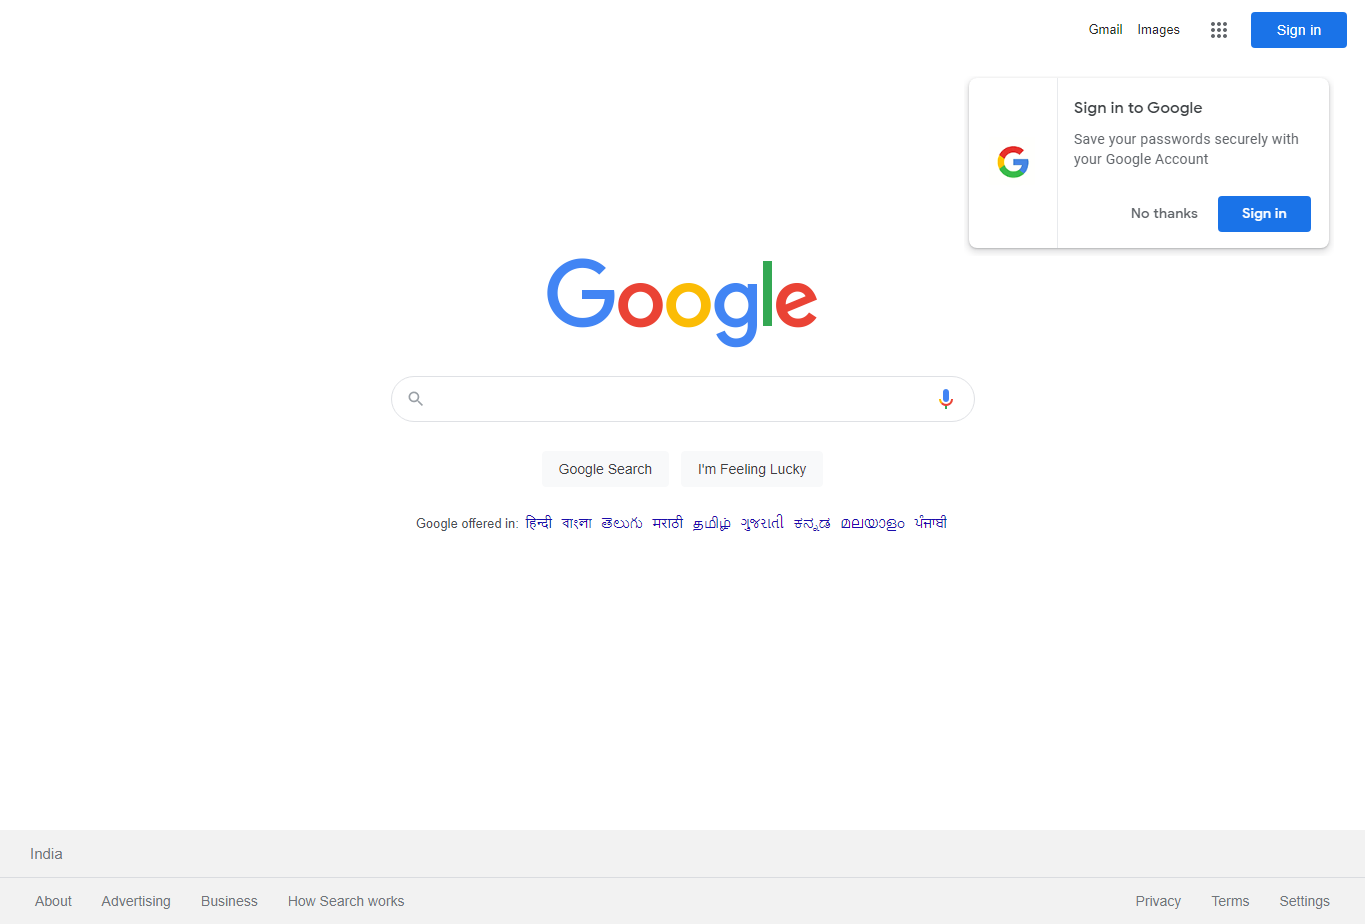 Gmail Images Sign in
Sign in to Google
Save your passwords securely with
your Google Account
No thanks Sign in
Google
Google Search I'm Feeling Lucky
Google offered in: हिन्दी বাংলা తెలుగు मराठी தமிழ் ગુજરાતી ಕನ್ನಡ മലയാളം ਪੰਜਾਬੀ
India
About Advertising Business How Search works Privacy Terms Settings